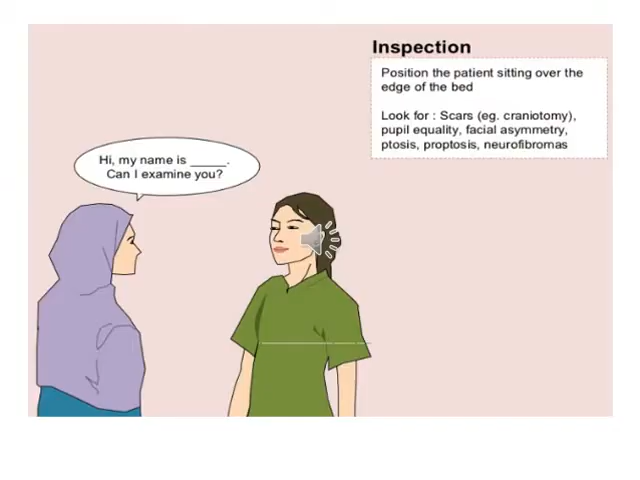 Inspection
Position the patient sitting over the
edge of the bed
Look for : Scars (eg. craniotomy),
pupil equality, facial asymmetry,
ptosis, proptosis, neurofibromas
Hi, my name is _____.
Can I examine you?